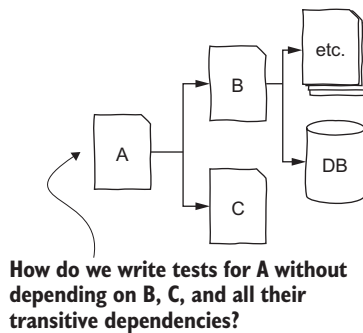 etc.
B
A
DB
C
How do we write tests for A without
depending on B, C, and all their
transitive dependencies?